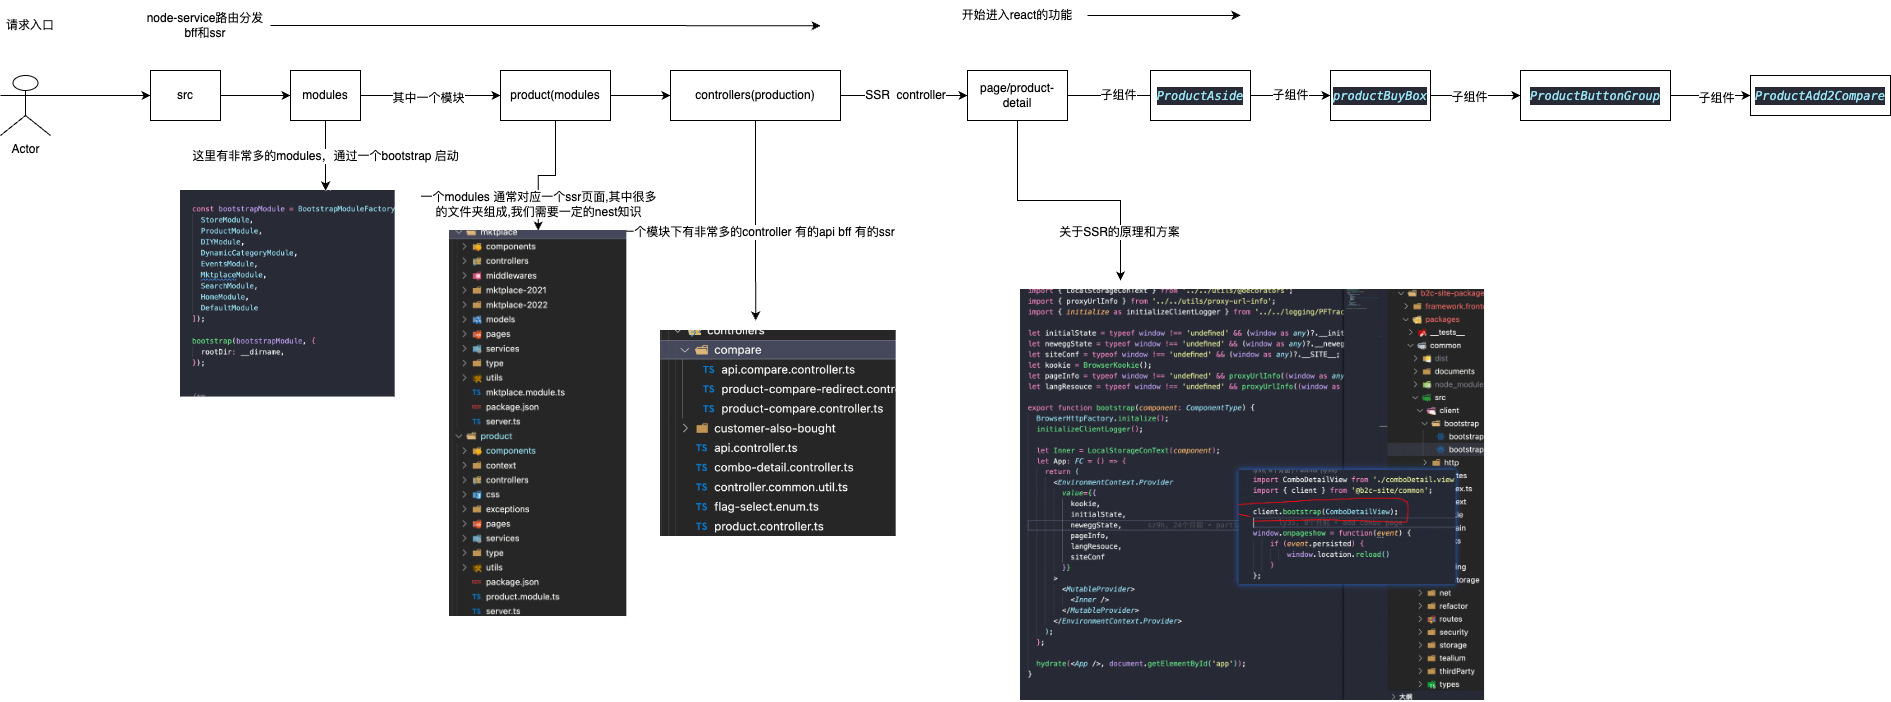 请求入口
node-service路由分发
bff和ssr
开始进入react的功能
Actor
src
modules
其中一个模块
product(modules
controllers(production)
SSR controller
page/product-
detail
子组件
ProductAside
子组件
productBuyBox
子组件
ProductButtonGroup
子组件
ProductAdd2Compare
这里有非常多的modules，通过一个bootstrap 启动
一个modules 通常对应一个ssr页面,其中很多
的文件夹组成,我们需要一定的nest知识
一个模块下有非常多的controller 有的api bff 有的ssr
关于SSR的原理和方案
const bootstrapModule = BootstrapModuleFactory
StoreModule,
ProductModule,
DIYModule,
DynamicCategoryModule,
EventsModule,
MktplaceModule,
SearchModule,
HomeModule,
DefaultModule
]);
bootstrap(bootstrapModule, {
rootDir: __dirname,
});
mktplace
components
controllers
middlewares
mktplace-2021
mktplace-2022
models
pages
services
type
utils
TS mktplace.module.ts
package.json
TS server.ts
product
components
context
controllers
css
exceptions
pages
services
type
utils
package.json
TS product.module.ts
TS server.ts
controllers
compare
TS api.compare.controller.ts
TS product-compare-redirect.contr
TS product-compare.controller.ts
customer-also-bought
TS api.controller.ts
TS combo-detail.controller.ts
TS controller.common.util.ts
TS flag-select.enum.ts
TS product.controller.ts
import { LocalStorageConText } from '../../utils/@decorators';
import { proxyUrlInfo } from '../../utils/proxy-url-info';
import { initialize as initializeClientLogger } from '../../logging/PFTrac
let initialState = typeof window !== 'undefined' && (window as any)?.__init
let neweggState = typeof window !== 'undefined' && (window as any)?.__neweg
let siteConf = typeof window !== 'undefined' && (window as any)?.__SITE__;
let kookie = BrowserKookie();
let pageInfo = typeof window !== 'undefined' && proxyUrlInfo((window as any
let langResouce = typeof window !== 'undefined' && proxyUrlInfo((window as
export function bootstrap(component: ComponentType) {
BrowserHttpFactory.initalize();
initializeClientLogger();
let Inner = LocalStorageConText(component);
let App: FC = () => {
return (
<EnvironmentContext.Provider
value={{
kookie,
initialState,
neweggState,
pageInfo,
langResouce,
siteConf
}}
>
<MutableProvider>
<Inner />
</MutableProvider>
</EnvironmentContext.Provider>
);
};
hydrate(<App />, document.getElementById('app'));
}
import ComboDetailView from './comboDetail.view
import { client } from '@b2c-site/common';
client.bootstrap(ComboDetailView);
window.onpageshow = function(event) {
if (event.persisted) {
window.location.reload()
}
};
b2c-site-package
framework.fronte
packages
__tests__
common
dist
documents
node_module
src
client
bootstrap
bootstrap
bootstrap
http
net
refactor
routes
security
storage
tealium
thirdParty
types
大纲